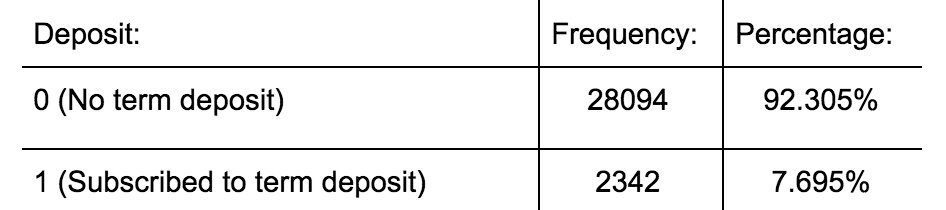 Deposit: Frequency: Percentage:
0 (No term deposit) 28094 92.305%
1 (Subscribed to term deposit) 2342 7.695%